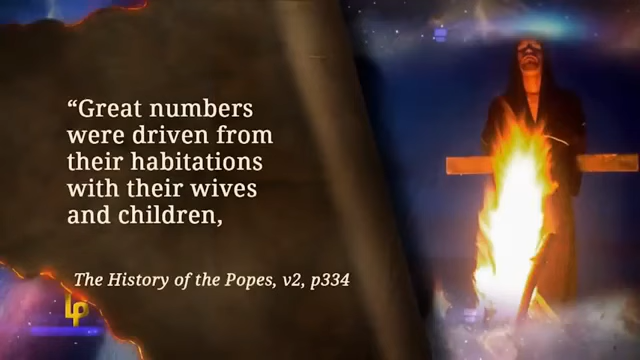 “Great numbers
were driven from
their habitations
with their wives
and children,
The History of the Popes, v2, p334
LP